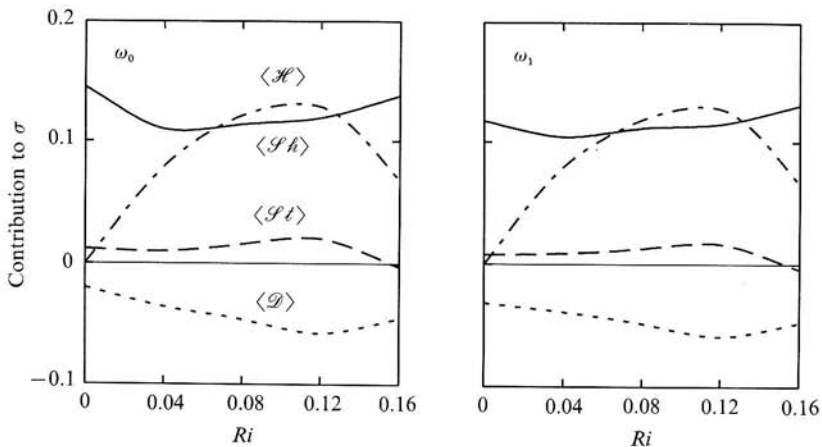 Contribution to σ
0.2
0.1
0
−0.1
ω₀
⟨ℋ⟩
⟨𝒮h⟩
⟨𝒮t⟩
⟨𝒟⟩
0 0.04 0.08 0.12 0.16
Ri
ω₁
0 0.04 0.08 0.12 0.16
Ri